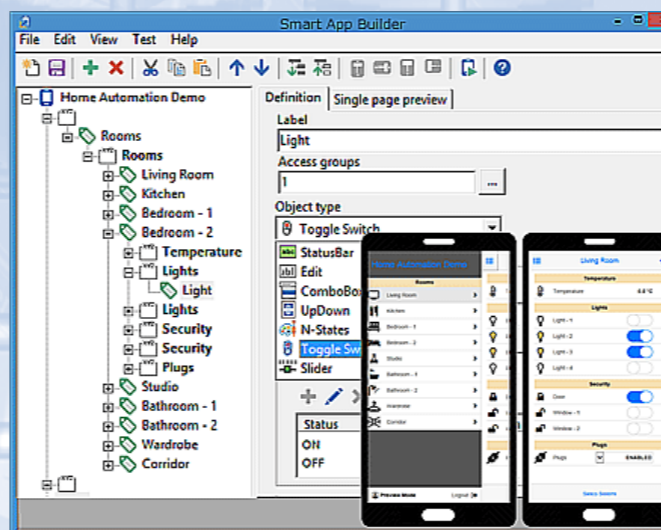 Smart App Builder
File Edit View Test Help
Home Automation Demo
Rooms
Rooms
Living Room
Kitchen
Bedroom - 1
Bedroom - 2
Temperature
Lights
Light
Lights
Security
Security
Plugs
Studio
Bathroom - 1
Bathroom - 2
Wardrobe
Corridor
Definition Single page preview
Label
Light
Access groups
1
...
Object type
Toggle Switch
StatusBar
Edit
ComboBo
UpDown
N-States
Toggle Sw
Slider
Status
ON
OFF
Home Automation Demo
Rooms
Living Room
Kitchen
Bedroom - 1
Bedroom - 2
Studio
Bathroom - 1
Bathroom - 2
Wardrobe
Corridor
Preview Mode Logout
Living Room
Temperature
Temperature
Lights
Light - 1
Light - 2
Light - 3
Light - 4
Security
Door
Window - 1
Window - 2
Plugs
Plugs ENABLED